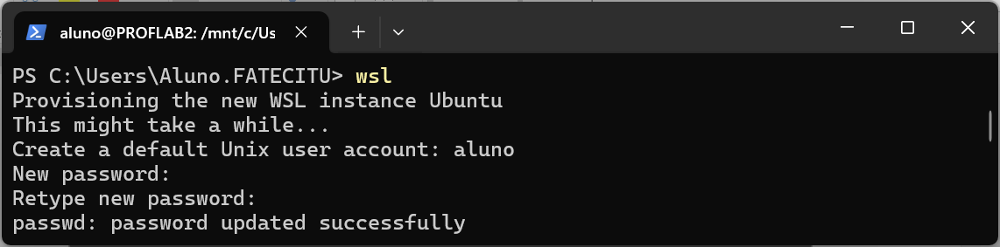 aluno@PROFLAB2: /mnt/c/Us
PS C:\Users\Aluno.FATECITU> wsl
Provisioning the new WSL instance Ubuntu
This might take a while...
Create a default Unix user account: aluno
New password:
Retype new password:
passwd: password updated successfully